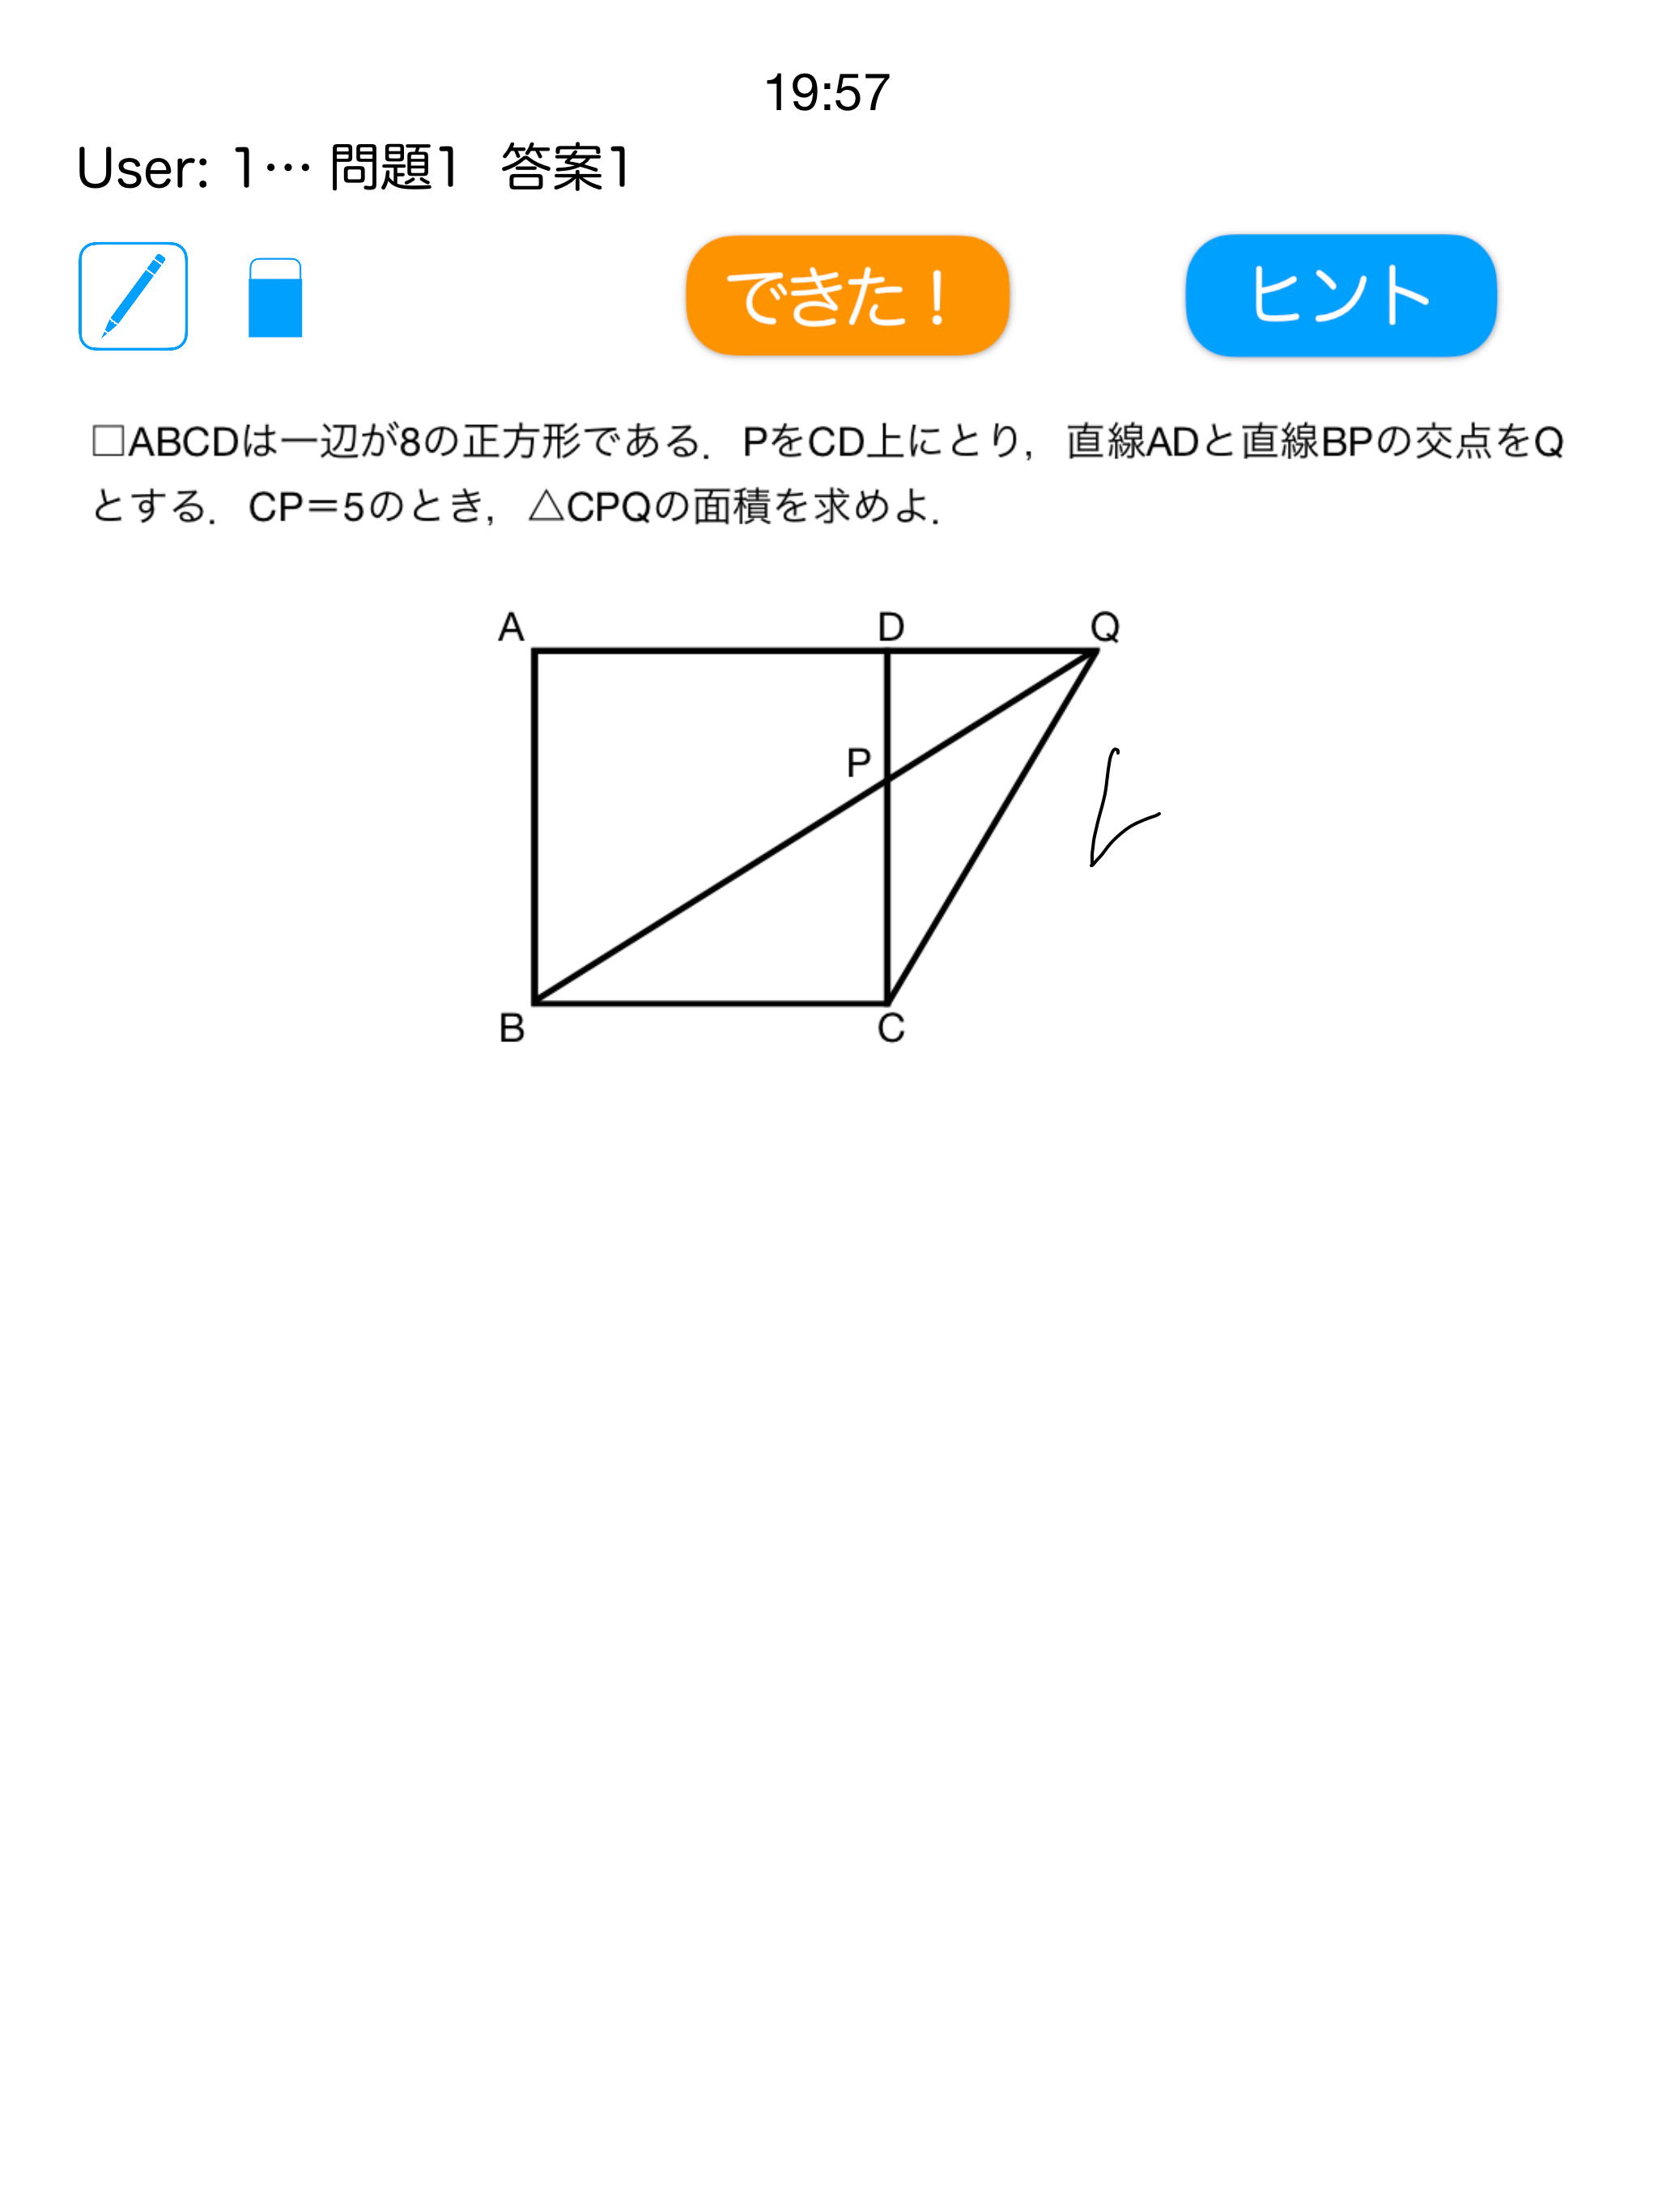 19:57
User: 1… 問題1 答案1
できた！
ヒント
□ABCDは一辺が8の正方形である．PをCD上にとり，直線ADと直線BPの交点をQ
とする．CP＝5のとき，△CPQの面積を求めよ．
A D Q
P
B C